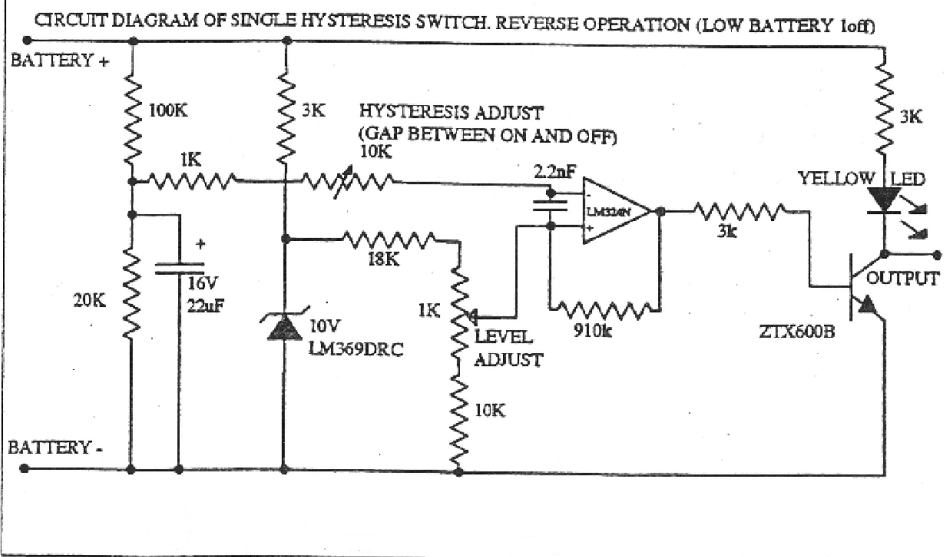 CIRCUIT DIAGRAM OF SINGLE HYSTERESIS SWITCH. REVERSE OPERATION (LOW BATTERY 1off)
BATTERY +
100K
3K
HYSTERESIS ADJUST
(GAP BETWEEN ON AND OFF)
10K
3K
1K
2.2nF
YELLOW LED
-
LM324N
+
3k
+
16V
22uF
18K
OUTPUT
20K
10V
LM369DRC
1K
LEVEL
ADJUST
910k
ZTX600B
10K
BATTERY -